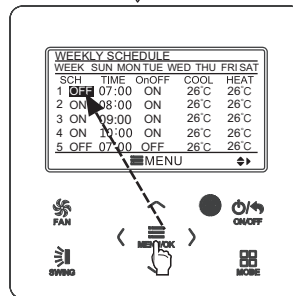 WEEKLY SCHEDULE
WEEK SUN MON TUE WED THU FRI SAT
SCH TIME OnOFF COOL HEAT
1 OFF 07:00 ON 26°C 26°C
2 ON 08:00 ON 26°C 26°C
3 ON 09:00 ON 26°C 26°C
4 ON 10:00 ON 26°C 26°C
5 OFF 07:00 OFF 26°C 26°C
MENU
FAN
ON/OFF
MENU/OK
SWING
MODE